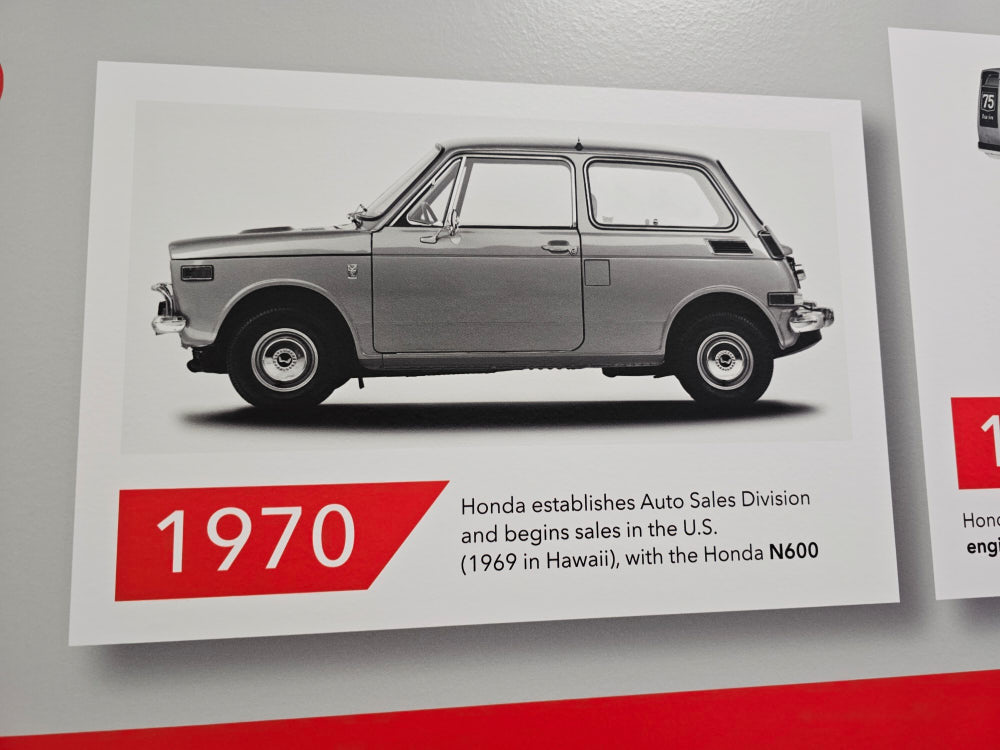 1970
Honda establishes Auto Sales Division
and begins sales in the U.S.
(1969 in Hawaii), with the Honda N600
75